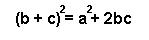 (b + c)²= a²+ 2bc